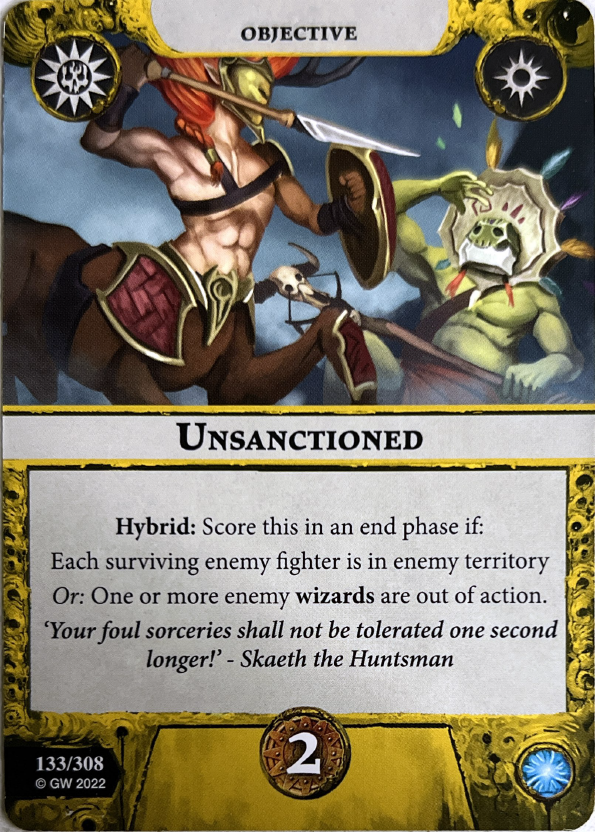 OBJECTIVE
UNSANCTIONED
Hybrid: Score this in an end phase if:
Each surviving enemy fighter is in enemy territory
Or: One or more enemy wizards are out of action.
‘Your foul sorceries shall not be tolerated one second
longer!’ - Skaeth the Huntsman
2
133/308
© GW 2022